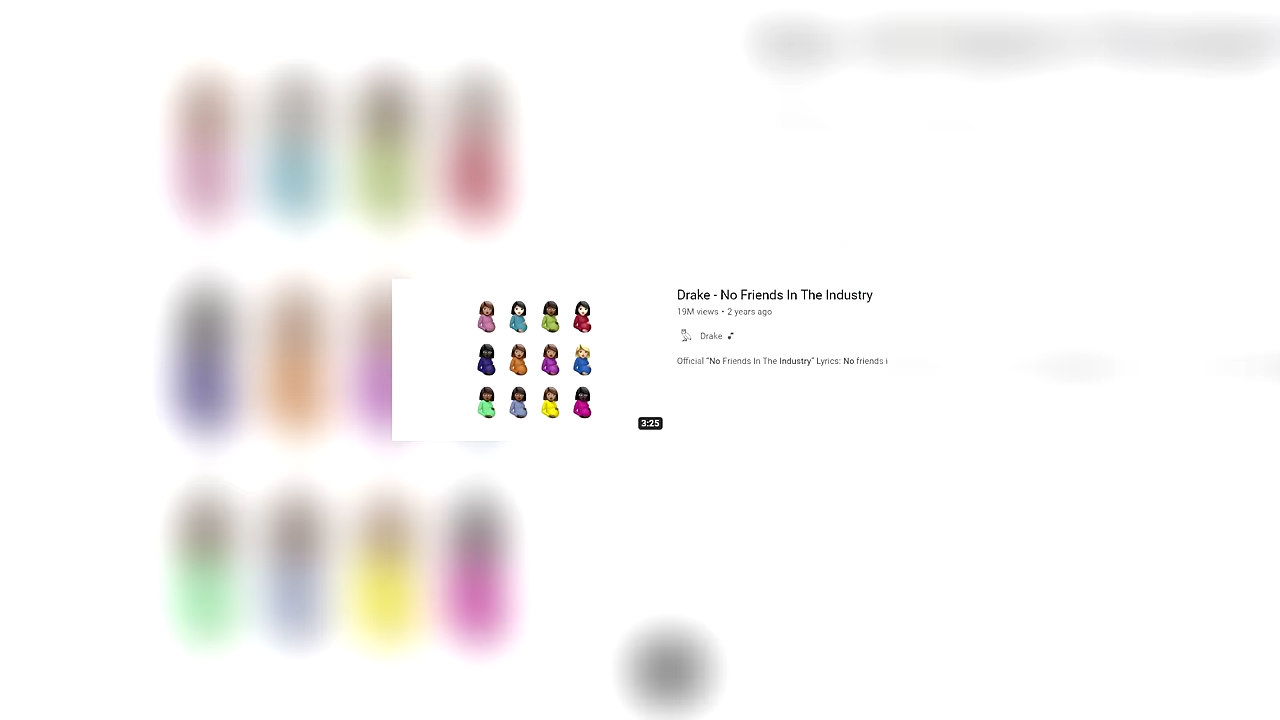 Drake - No Friends In The Industry
19M views • 2 years ago
Drake
Official "No Friends In The Industry" Lyrics: No friends i
3:25